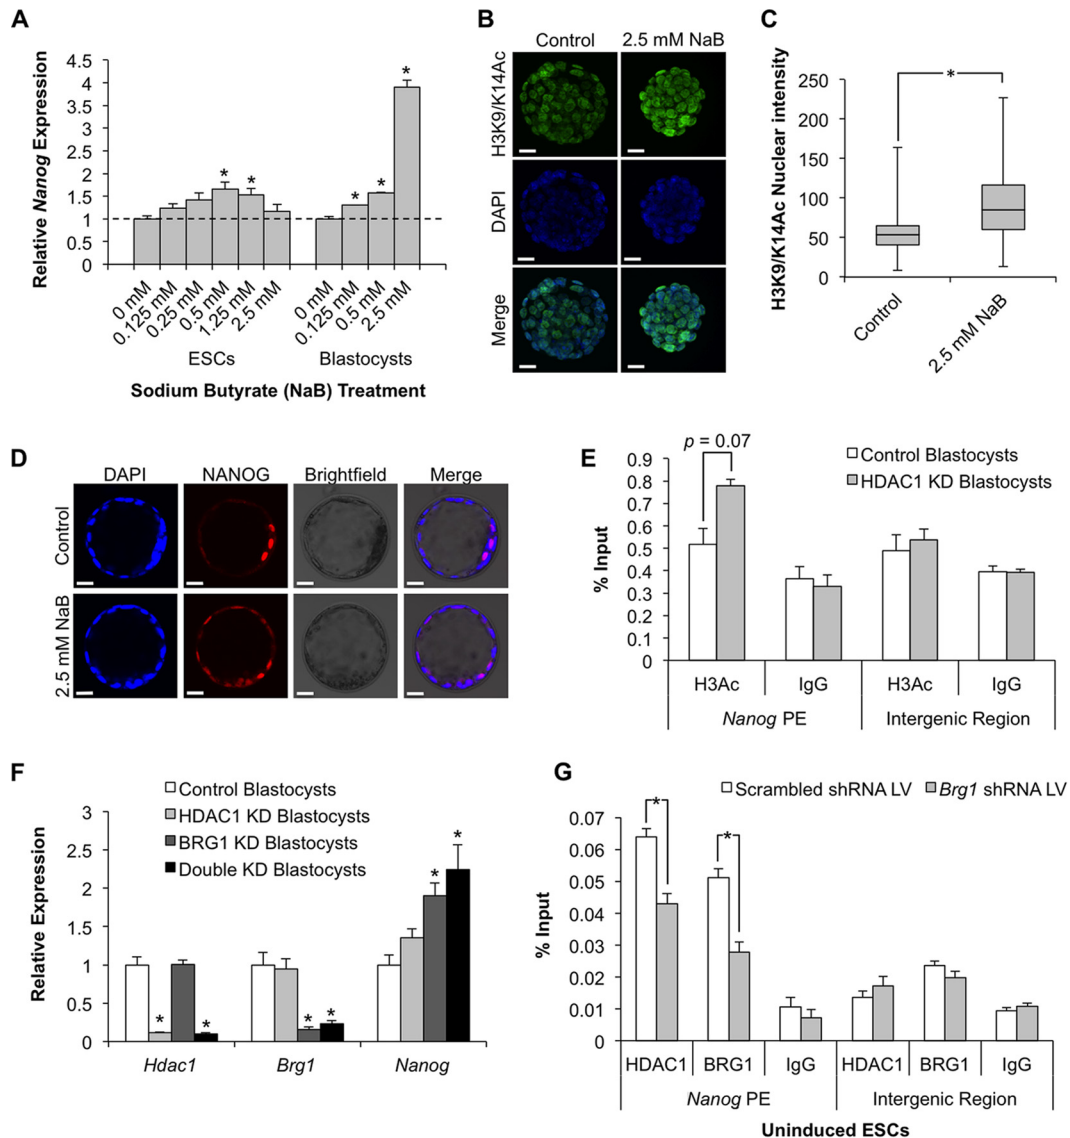 A
Relative Nanog Expression
4.5
4
3.5
3
2.5
2
1.5
1
0.5
0
* * * * *
0 mM
0.125 mM
0.25 mM
0.5 mM
1.25 mM
2.5 mM
0 mM
0.125 mM
0.5 mM
2.5 mM
ESCs Blastocysts
Sodium Butyrate (NaB) Treatment
B
Control 2.5 mM NaB
H3K9/K14Ac
DAPI
Merge
C
H3K9/K14Ac Nuclear intensity
250
200
150
100
50
0
*
Control
2.5 mM NaB
D
DAPI NANOG Brightfield Merge
Control
2.5 mM NaB
E
p = 0.07
Control Blastocysts
HDAC1 KD Blastocysts
% Input
0.9
0.8
0.6
0.5
0.4
0.3
0.2
0.1
0
H3Ac IgG H3Ac IgG
Nanog PE Intergenic Region
F
Control Blastocysts
HDAC1 KD Blastocysts
BRG1 KD Blastocysts
Double KD Blastocysts
Relative Expression
3
2.5
2
1.5
1
0.5
0
* * * * * *
Hdac1 Brg1 Nanog
G
Scrambled shRNA LV Brg1 shRNA LV
% Input
0.07
0.06
0.05
0.04
0.03
0.02
0.01
0
* *
HDAC1 BRG1 IgG HDAC1 BRG1 IgG
Nanog PE Intergenic Region
Uninduced ESCs